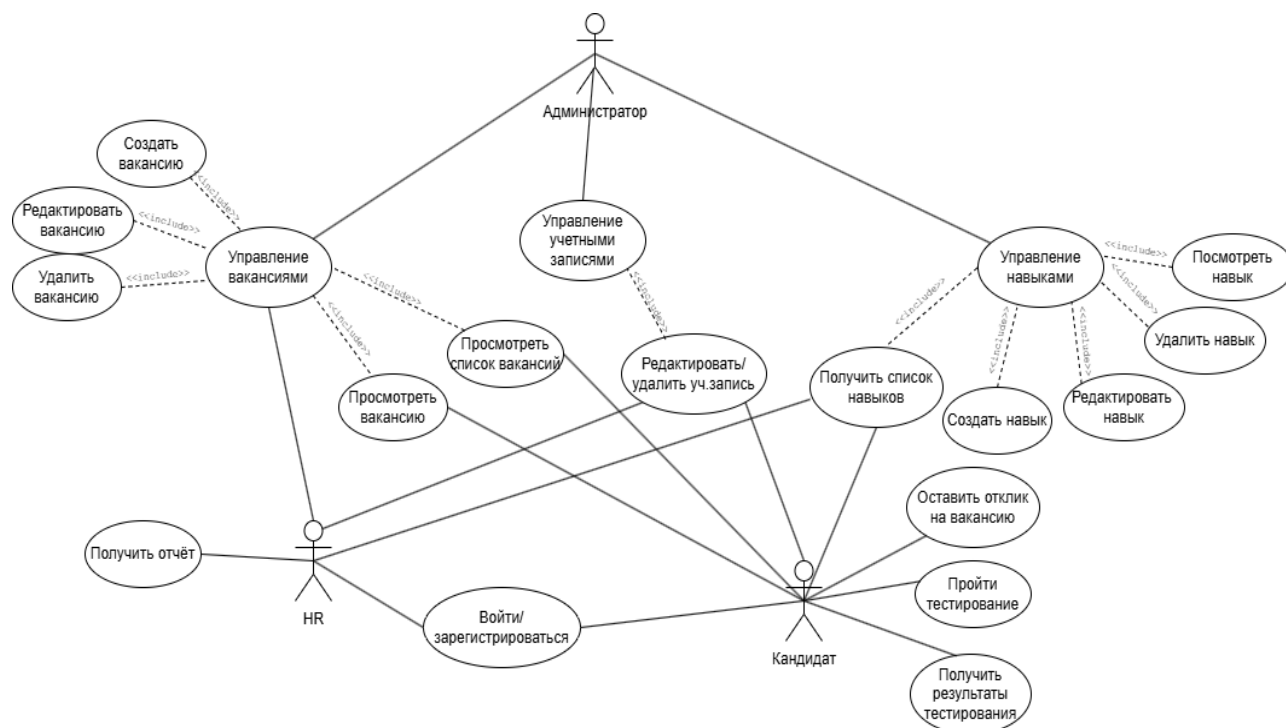 Администратор
Создать
вакансию
<<include>>
Редактировать
вакансию
<<include>>
Удалить
вакансию
<<include>>
Управление
вакансиями
Управление
учетными
записями
Управление
навыками
<<include>>
Посмотреть
навык
<<include>>
Удалить навык
<<include>>
<<include>>
<<include>>
<<include>>
<<include>>
<<include>>
Просмотреть
список вакансий
Просмотреть
вакансию
Редактировать/
удалить уч.запись
Получить список
навыков
Создать навык
Редактировать
навык
Получить отчёт
HR
Войти/
зарегистрироваться
Кандидат
Оставить отклик
на вакансию
Пройти
тестирование
Получить
результаты
тестирования